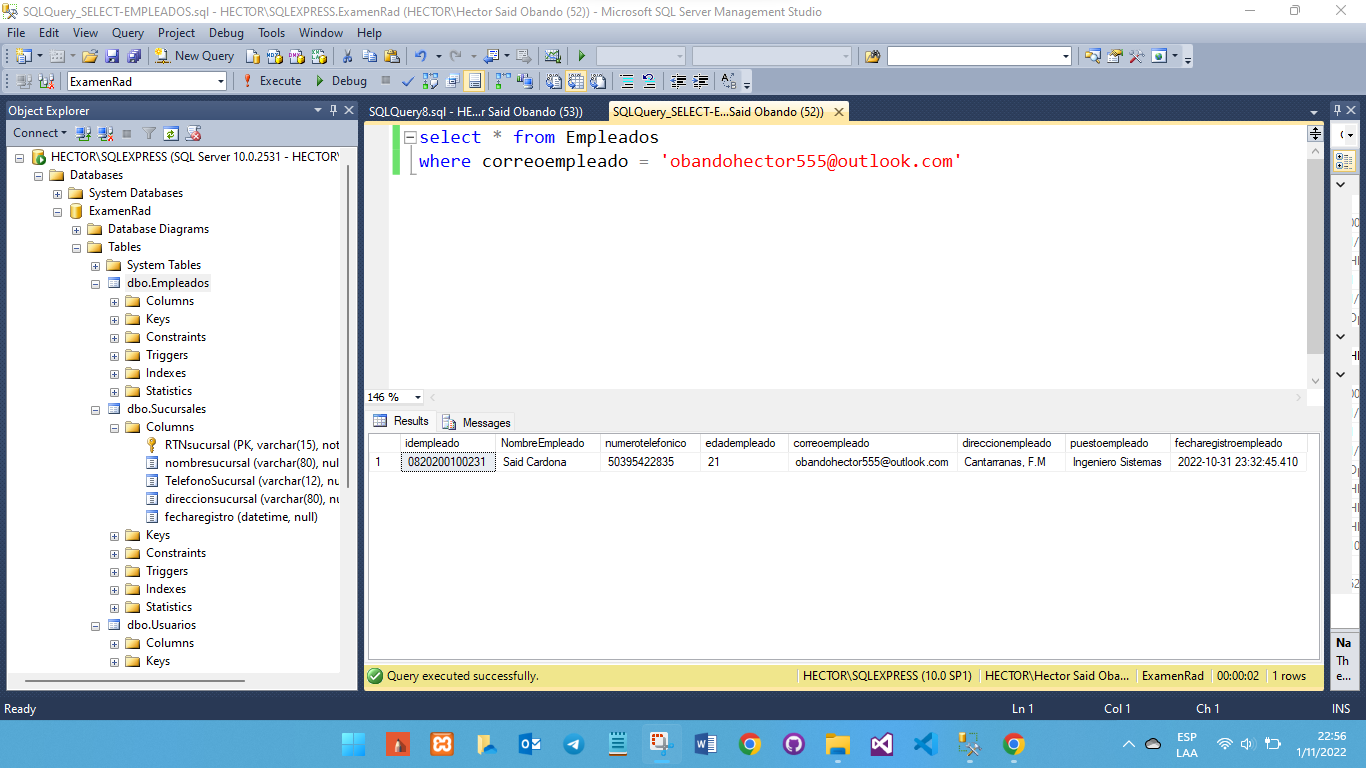 SQLQuery_SELECT-EMPLEADOS.sql - HECTOR\SQLEXPRESS.ExamenRad (HECTOR\Hector Said Obando (52)) - Microsoft SQL Server Management Studio
File Edit View Query Project Debug Tools Window Help
New Query
ExamenRad Execute Debug
Object Explorer
Connect
HECTOR\SQLEXPRESS (SQL Server 10.0.2531 - HECTOR\
Databases
System Databases
ExamenRad
Database Diagrams
Tables
System Tables
dbo.Empleados
Columns
Keys
Constraints
Triggers
Indexes
Statistics
dbo.Sucursales
Columns
RTNsucursal (PK, varchar(15), not
nombresucursal (varchar(80), nul
TelefonoSucursal (varchar(12), nu
direccionsucursal (varchar(80), nu
fecharegistro (datetime, null)
Keys
Constraints
Triggers
Indexes
Statistics
dbo.Usuarios
Columns
Keys
SQLQuery8.sql - HE...r Said Obando (53))
SQLQuery_SELECT-E...Said Obando (52))
select * from Empleados
where correoempleado = 'obandohector555@outlook.com'
146 %
Results Messages
idempleado NombreEmpleado numerotelefonico edadempleado correoempleado direccionempleado puestoempleado fecharegistroempleado
1 0820200100231 Said Cardona 50395422835 21 obandohector555@outlook.com Cantarranas, F.M Ingeniero Sistemas 2022-10-31 23:32:45.410
Query executed successfully. HECTOR\SQLEXPRESS (10.0 SP1) HECTOR\Hector Said Oba... ExamenRad 00:00:02 1 rows
Na
Th
e...
Ready Ln 1 Col 1 Ch 1 INS
ESP
LAA
22:56
1/11/2022